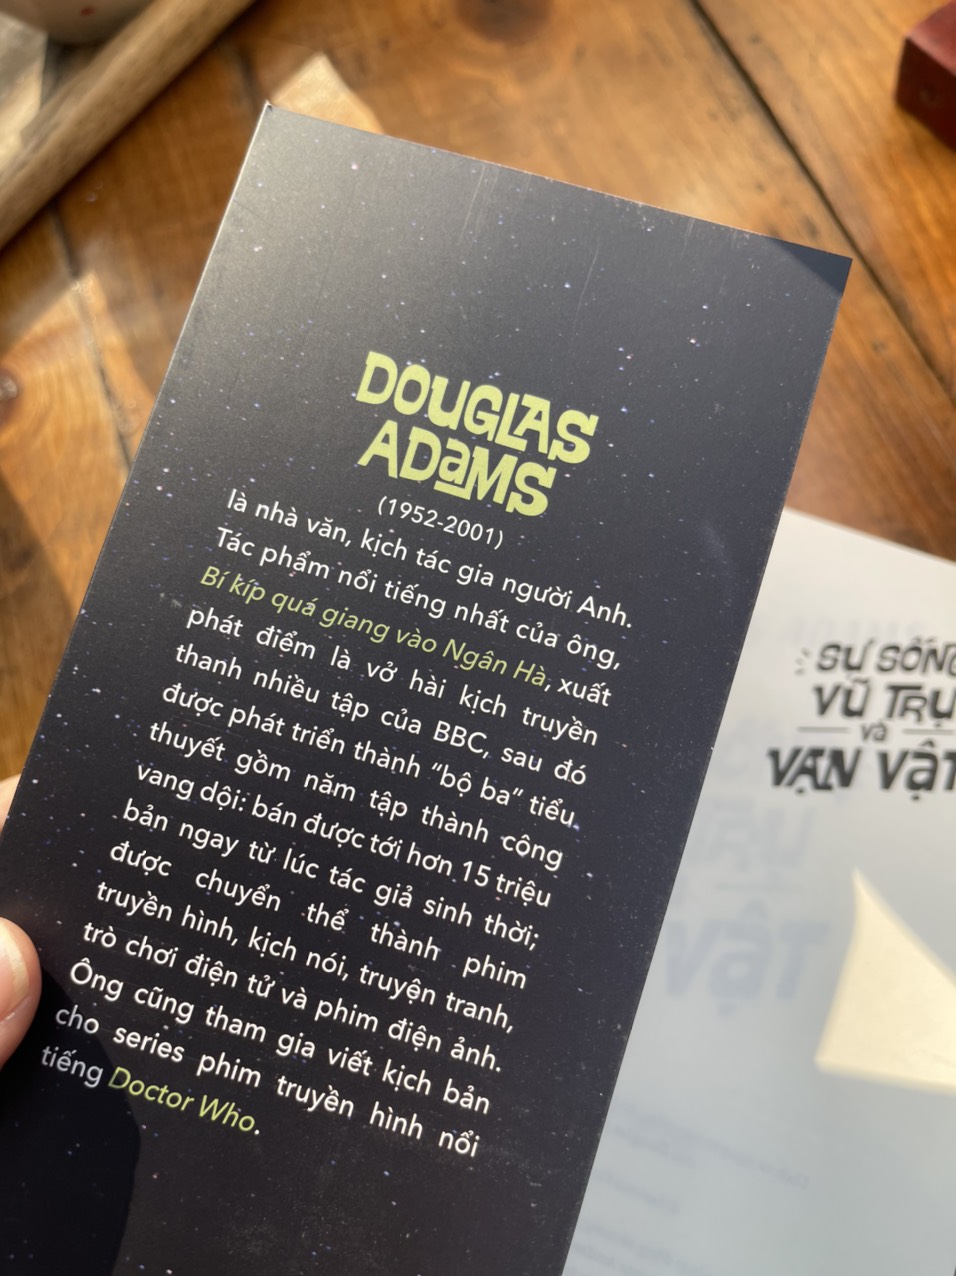 DOUGLAS
ADaMS
(1952-2001)
là nhà văn, kịch tác gia người Anh.
Tác phẩm nổi tiếng nhất của ông,
Bí kíp quá giang vào Ngân Hà, xuất
phát điểm là vở hài kịch truyền
thanh nhiều tập của BBC, sau đó
được phát triển thành "bộ ba" tiểu
thuyết gồm năm tập thành công
vang dội: bán được tới hơn 15 triệu
bản ngay từ lúc tác giả sinh thời;
được chuyển thể thành phim
truyền hình, kịch nói, truyện tranh,
trò chơi điện tử và phim điện ảnh.
Ông cũng tham gia viết kịch bản
cho series phim truyền hình nổi
tiếng Doctor Who.
SỰ SỐNG
VŨ TRỤ
và
VẠN VẬT